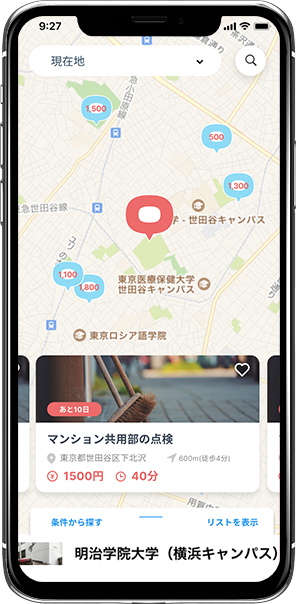 9:27
現在地
1,500
500
1,300
学 - 世田谷キャンパス
急世田谷線
1,100
1,800
東京医療保健大学
世田谷キャンパス
東京ロシア語学院
あと10日
マンション共用部の点検
東京都世田谷区下北沢
600m(徒歩4分)
1500円
40分
条件から探す
リストを表示
明治学院大学（横浜キャンパス）